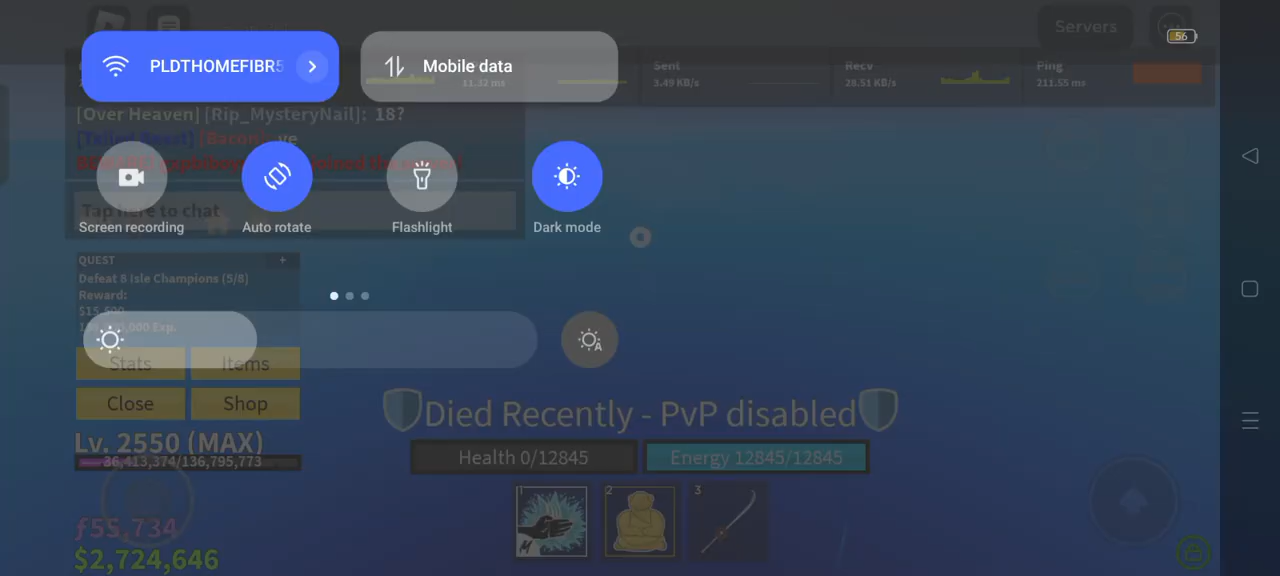 Servers
56
PLDTHOMEFIBR5
Mobile data
11.32 ms
Sent
3.49 KB/s
Recv
28.51 KB/s
Ping
211.55 ms
[Over Heaven] [Rip_MysteryNail]: 18?
[Bacon]: ye
Tap here to chat
Screen recording
Auto rotate
Flashlight
Dark mode
QUEST
+
Defeat 8 Isle Champions (5/8)
Reward:
$15,500
Exp.
Stats
Items
Close
Shop
Died Recently - PvP disabled
Lv. 2550 (MAX)
36,413,374/136,795,773
Health 0/12845
Energy 12845/12845
1
2
3
M
ƒ55,734
$2,724,646